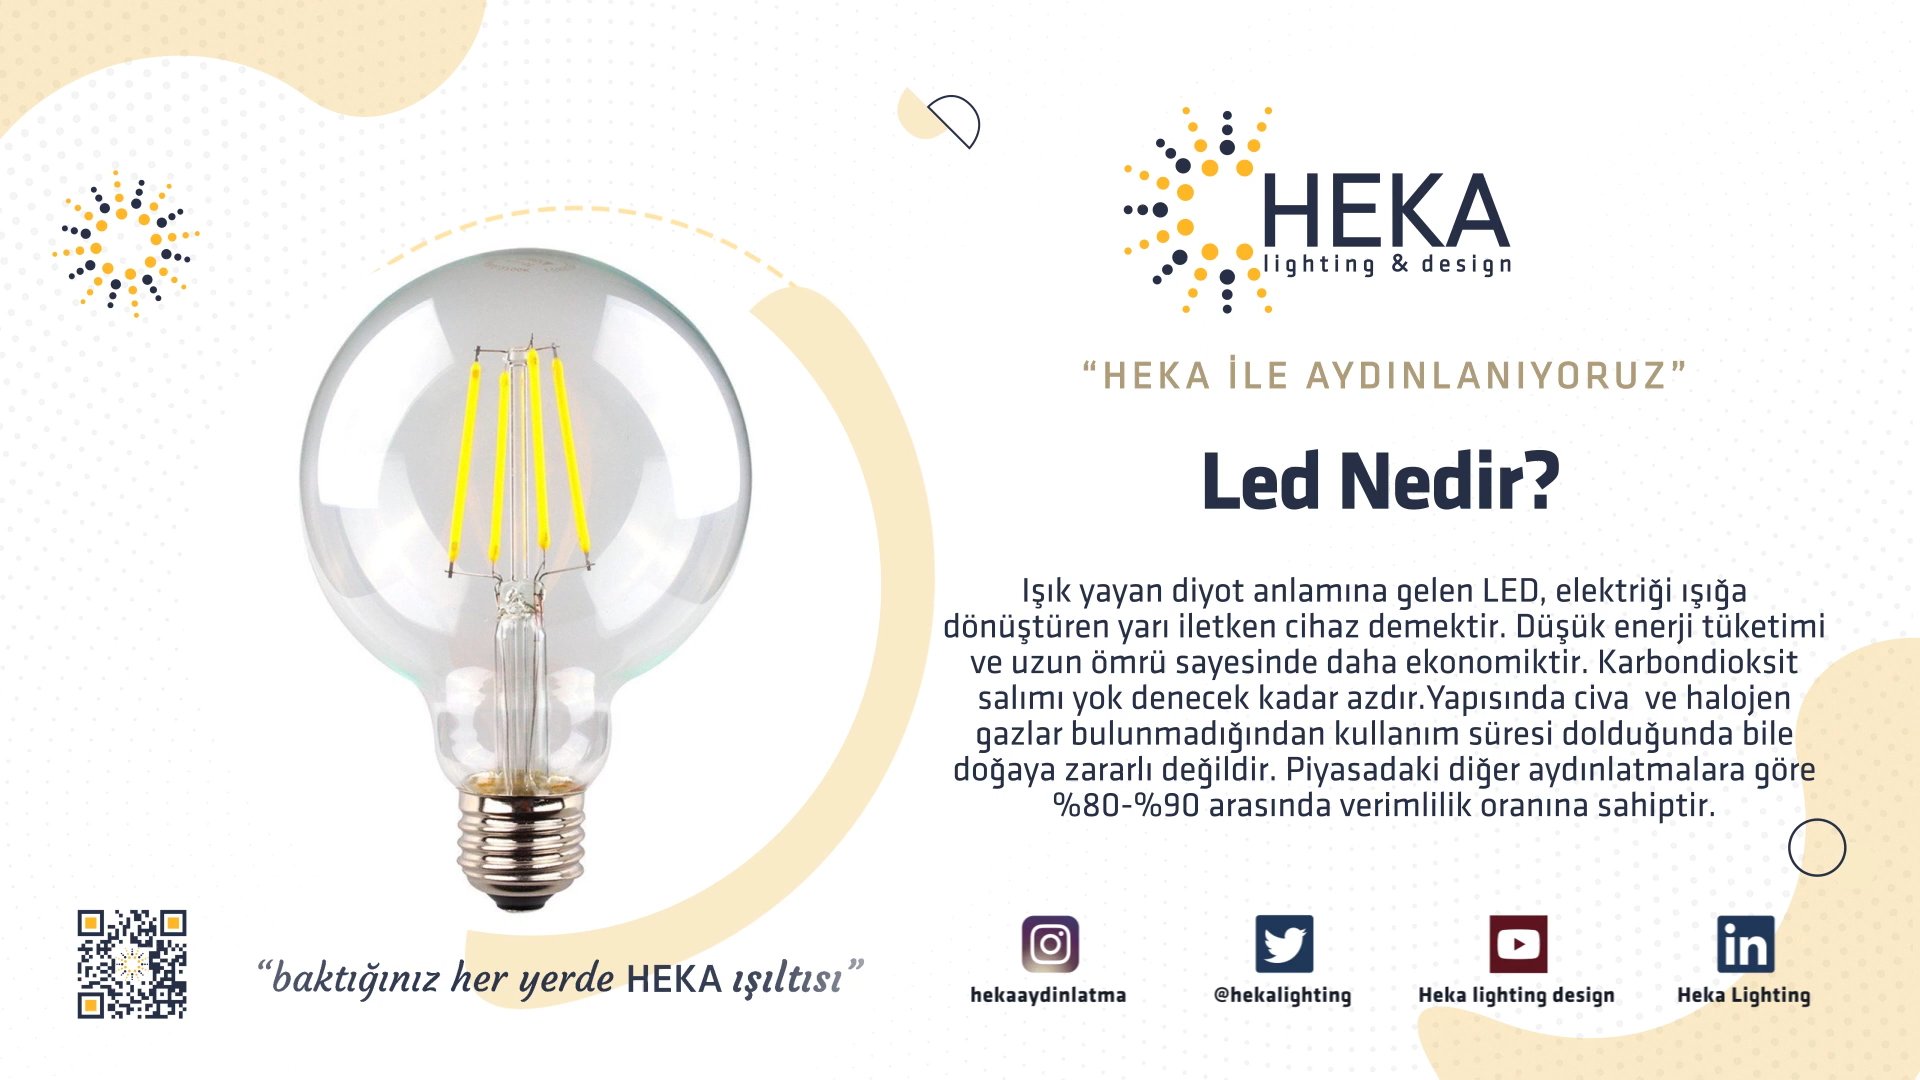 HEKA
lighting & design
“HEKA İLE AYDINLANIYORUZ”
Led Nedir?
Işık yayan diyot anlamına gelen LED, elektriği ışığa
dönüştüren yarı iletken cihaz demektir. Düşük enerji tüketimi
ve uzun ömrü sayesinde daha ekonomiktir. Karbondioksit
salımı yok denecek kadar azdır.Yapısında civa  ve halojen
gazlar bulunmadığından kullanım süresi dolduğunda bile
doğaya zararlı değildir. Piyasadaki diğer aydınlatmalara göre
%80-%90 arasında verimlilik oranına sahiptir.
“baktığınız her yerde HEKA ışıltısı”
hekaaydinlatma
@hekalighting
Heka lighting design
Heka Lighting